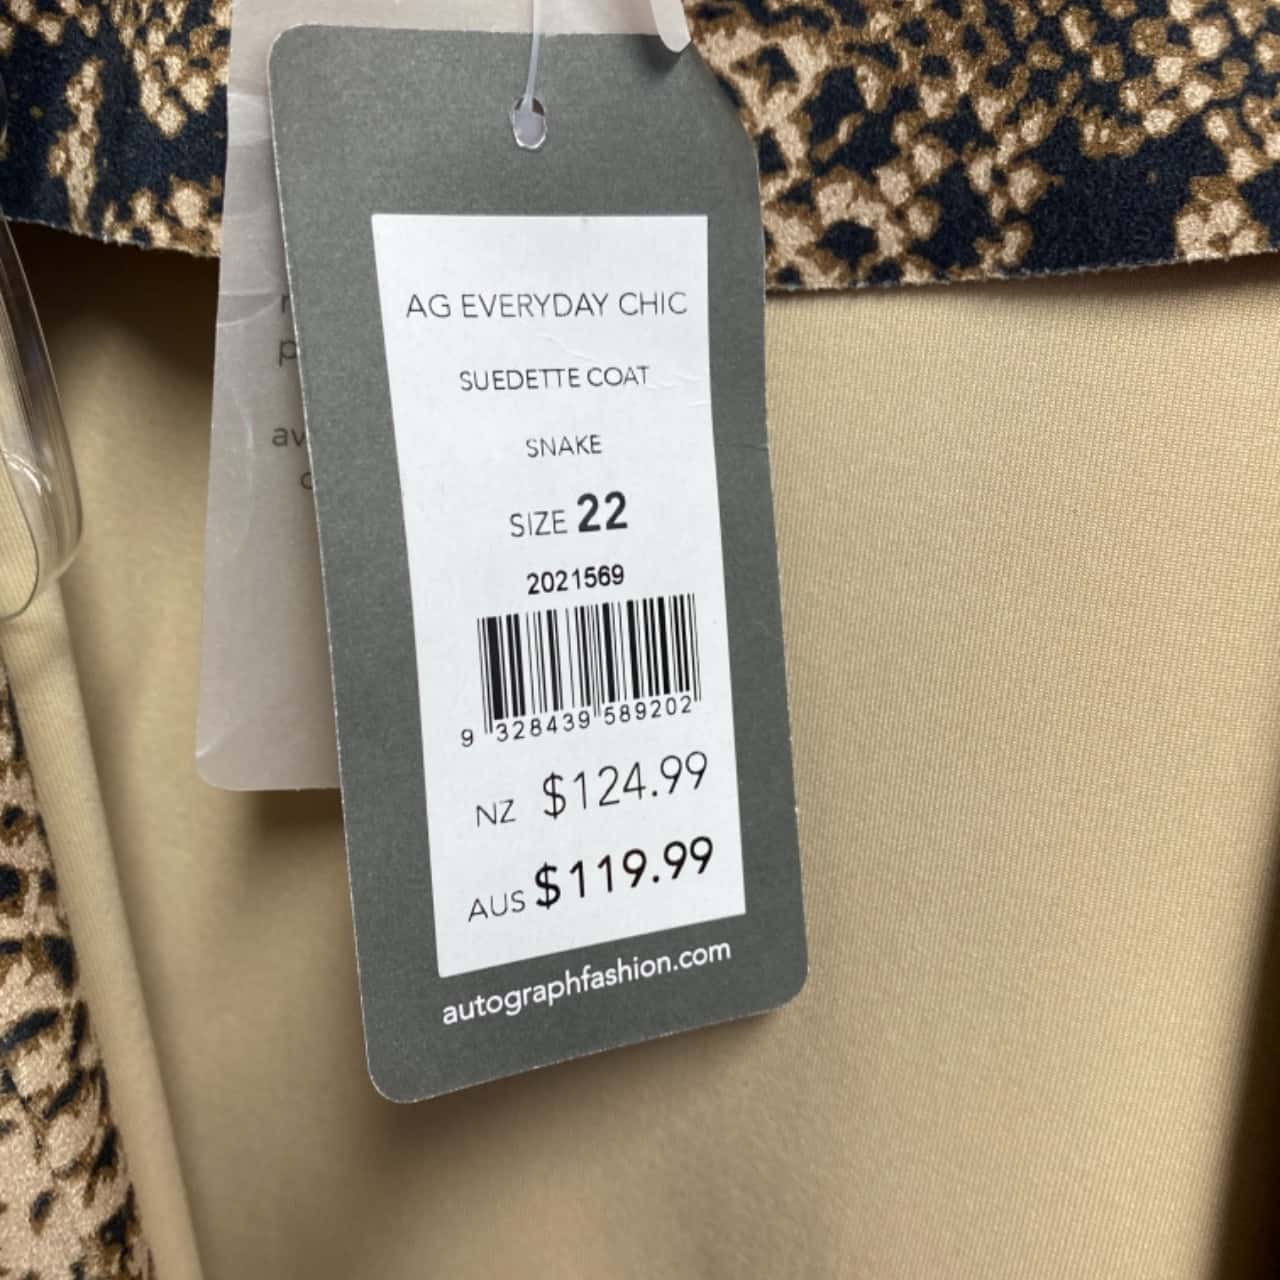 AG EVERYDAY CHIC
SUEDETTE COAT
SNAKE
SIZE 22
2021569
9 328439 589202
NZ $124.99
AUS $119.99
autographfashion.com